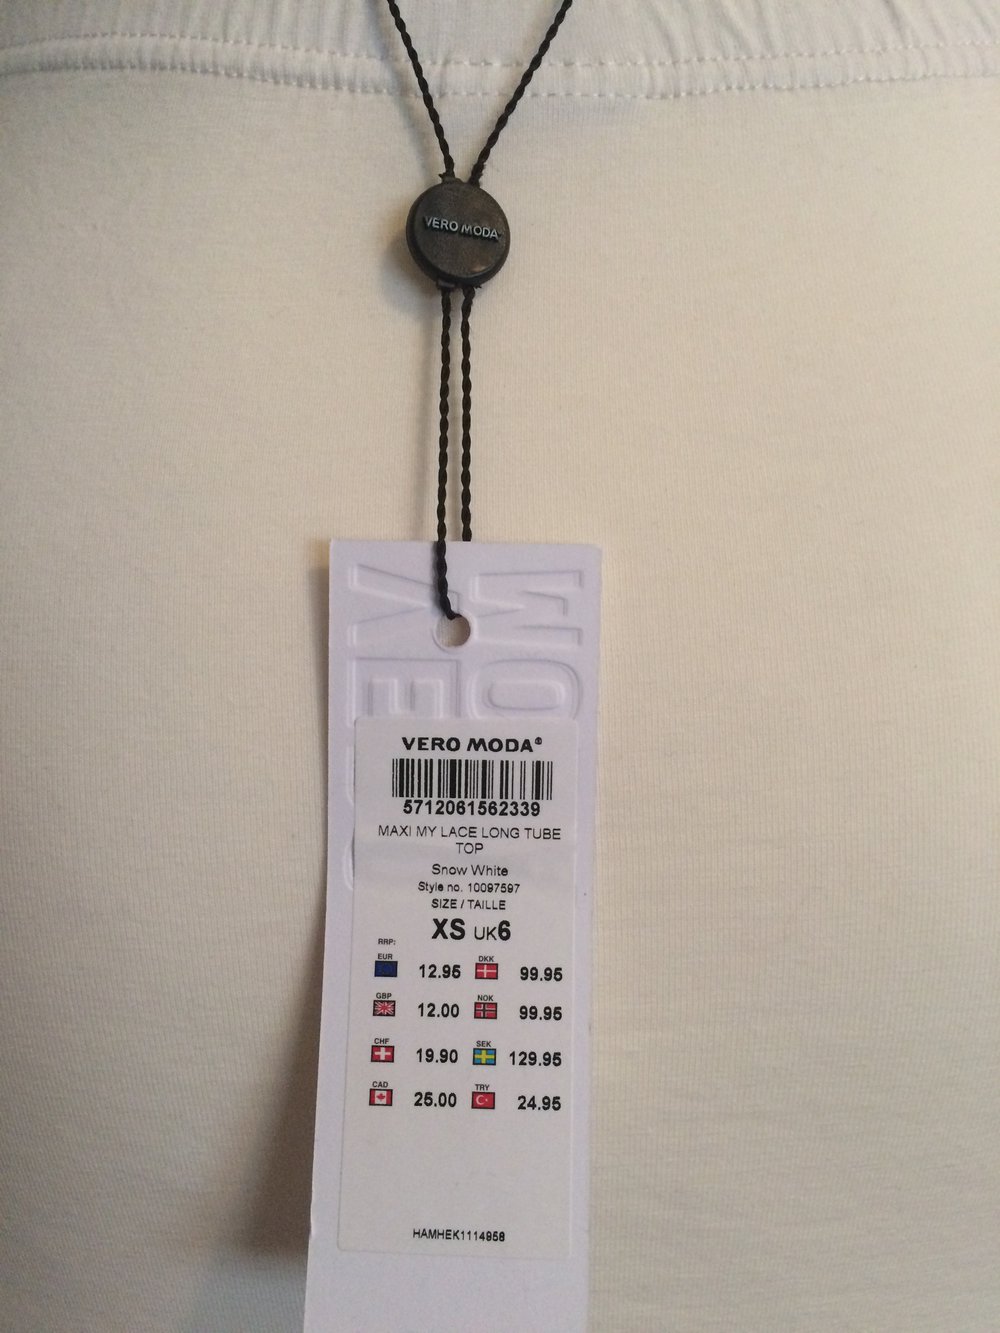 VERO MODA
VERO MODA®
5712061562339
MAXI MY LACE LONG TUBE
TOP
Snow White
Style no. 10097597
SIZE / TAILLE
XS UK6
RRP:
EUR 12.95 DKK 99.95
GBP 12.00 NOK 99.95
CHF 19.90 SEK 129.95
CAD 25.00 TRY 24.95
HAMHEK1114958